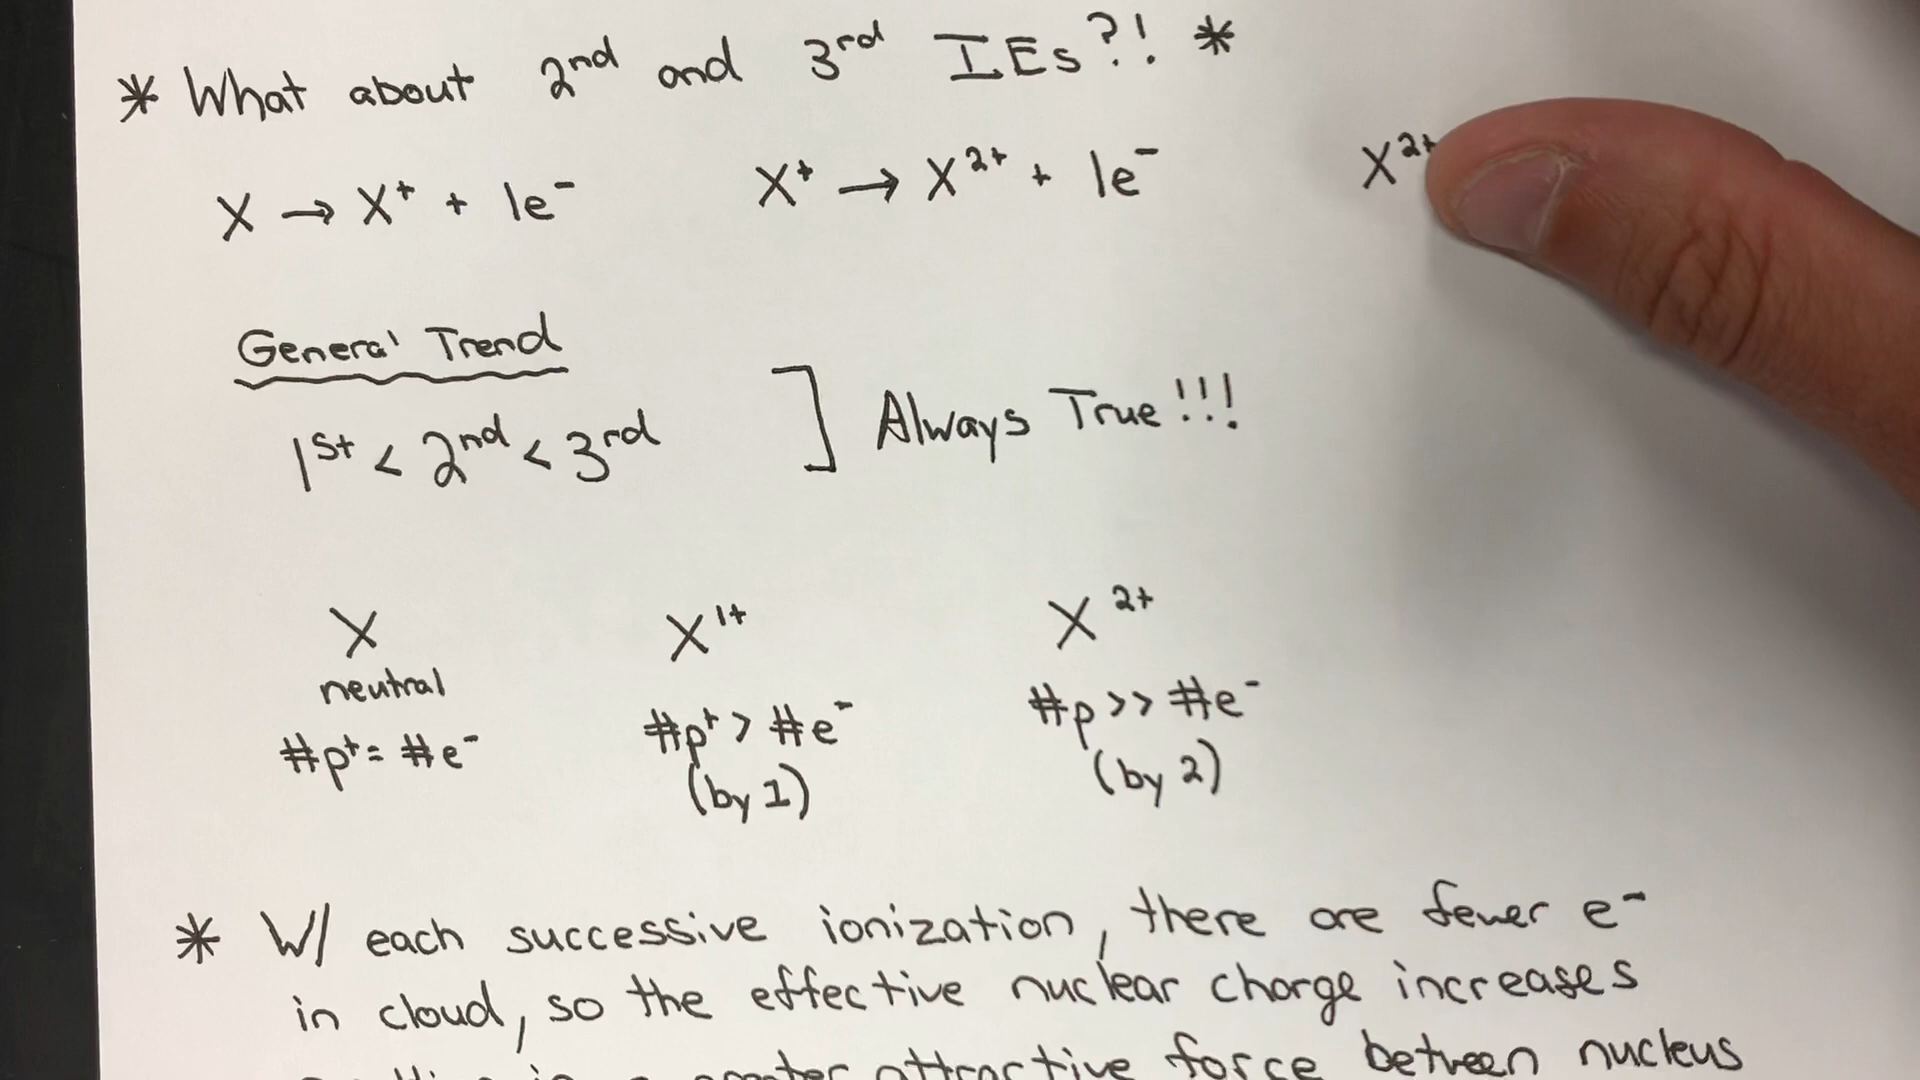 * What about 2nd and 3rd IEs?! *
X → X⁺ + 1e⁻ X⁺ → X²⁺ + 1e⁻ X²⁺
General Trend
1st < 2nd < 3rd ] Always True!!!
X X¹⁺ X²⁺
neutral
#p⁺ = #e⁻ #p⁺ > #e⁻ #p >> #e⁻
(by 1) (by 2)
* W/ each successive ionization, there are fewer e⁻
in cloud, so the effective nuclear charge increases
attractive force between nucleus